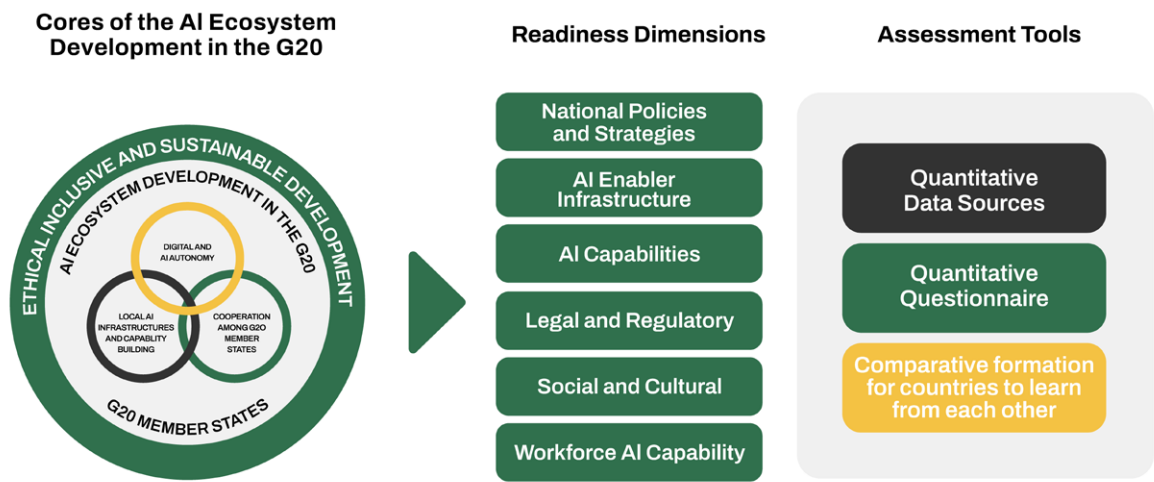 Cores of the AI Ecosystem
Development in the G20
ETHICAL INCLUSIVE AND SUSTAINABLE DEVELOPMENT
AI ECOSYSTEM DEVELOPMENT IN THE G20
DIGITAL AND
AI AUTONOMY
LOCAL AI
INFRASTRUCTURES
AND CAPABLITY
BUILDING
COOPERATION
AMONG G20
MEMBER
STATES
G20 MEMBER STATES
Readiness Dimensions
National Policies
and Strategies
AI Enabler
Infrastructure
AI Capabilities
Legal and Regulatory
Social and Cultural
Workforce AI Capability
Assessment Tools
Quantitative
Data Sources
Quantitative
Questionnaire
Comparative formation
for countries to learn
from each other